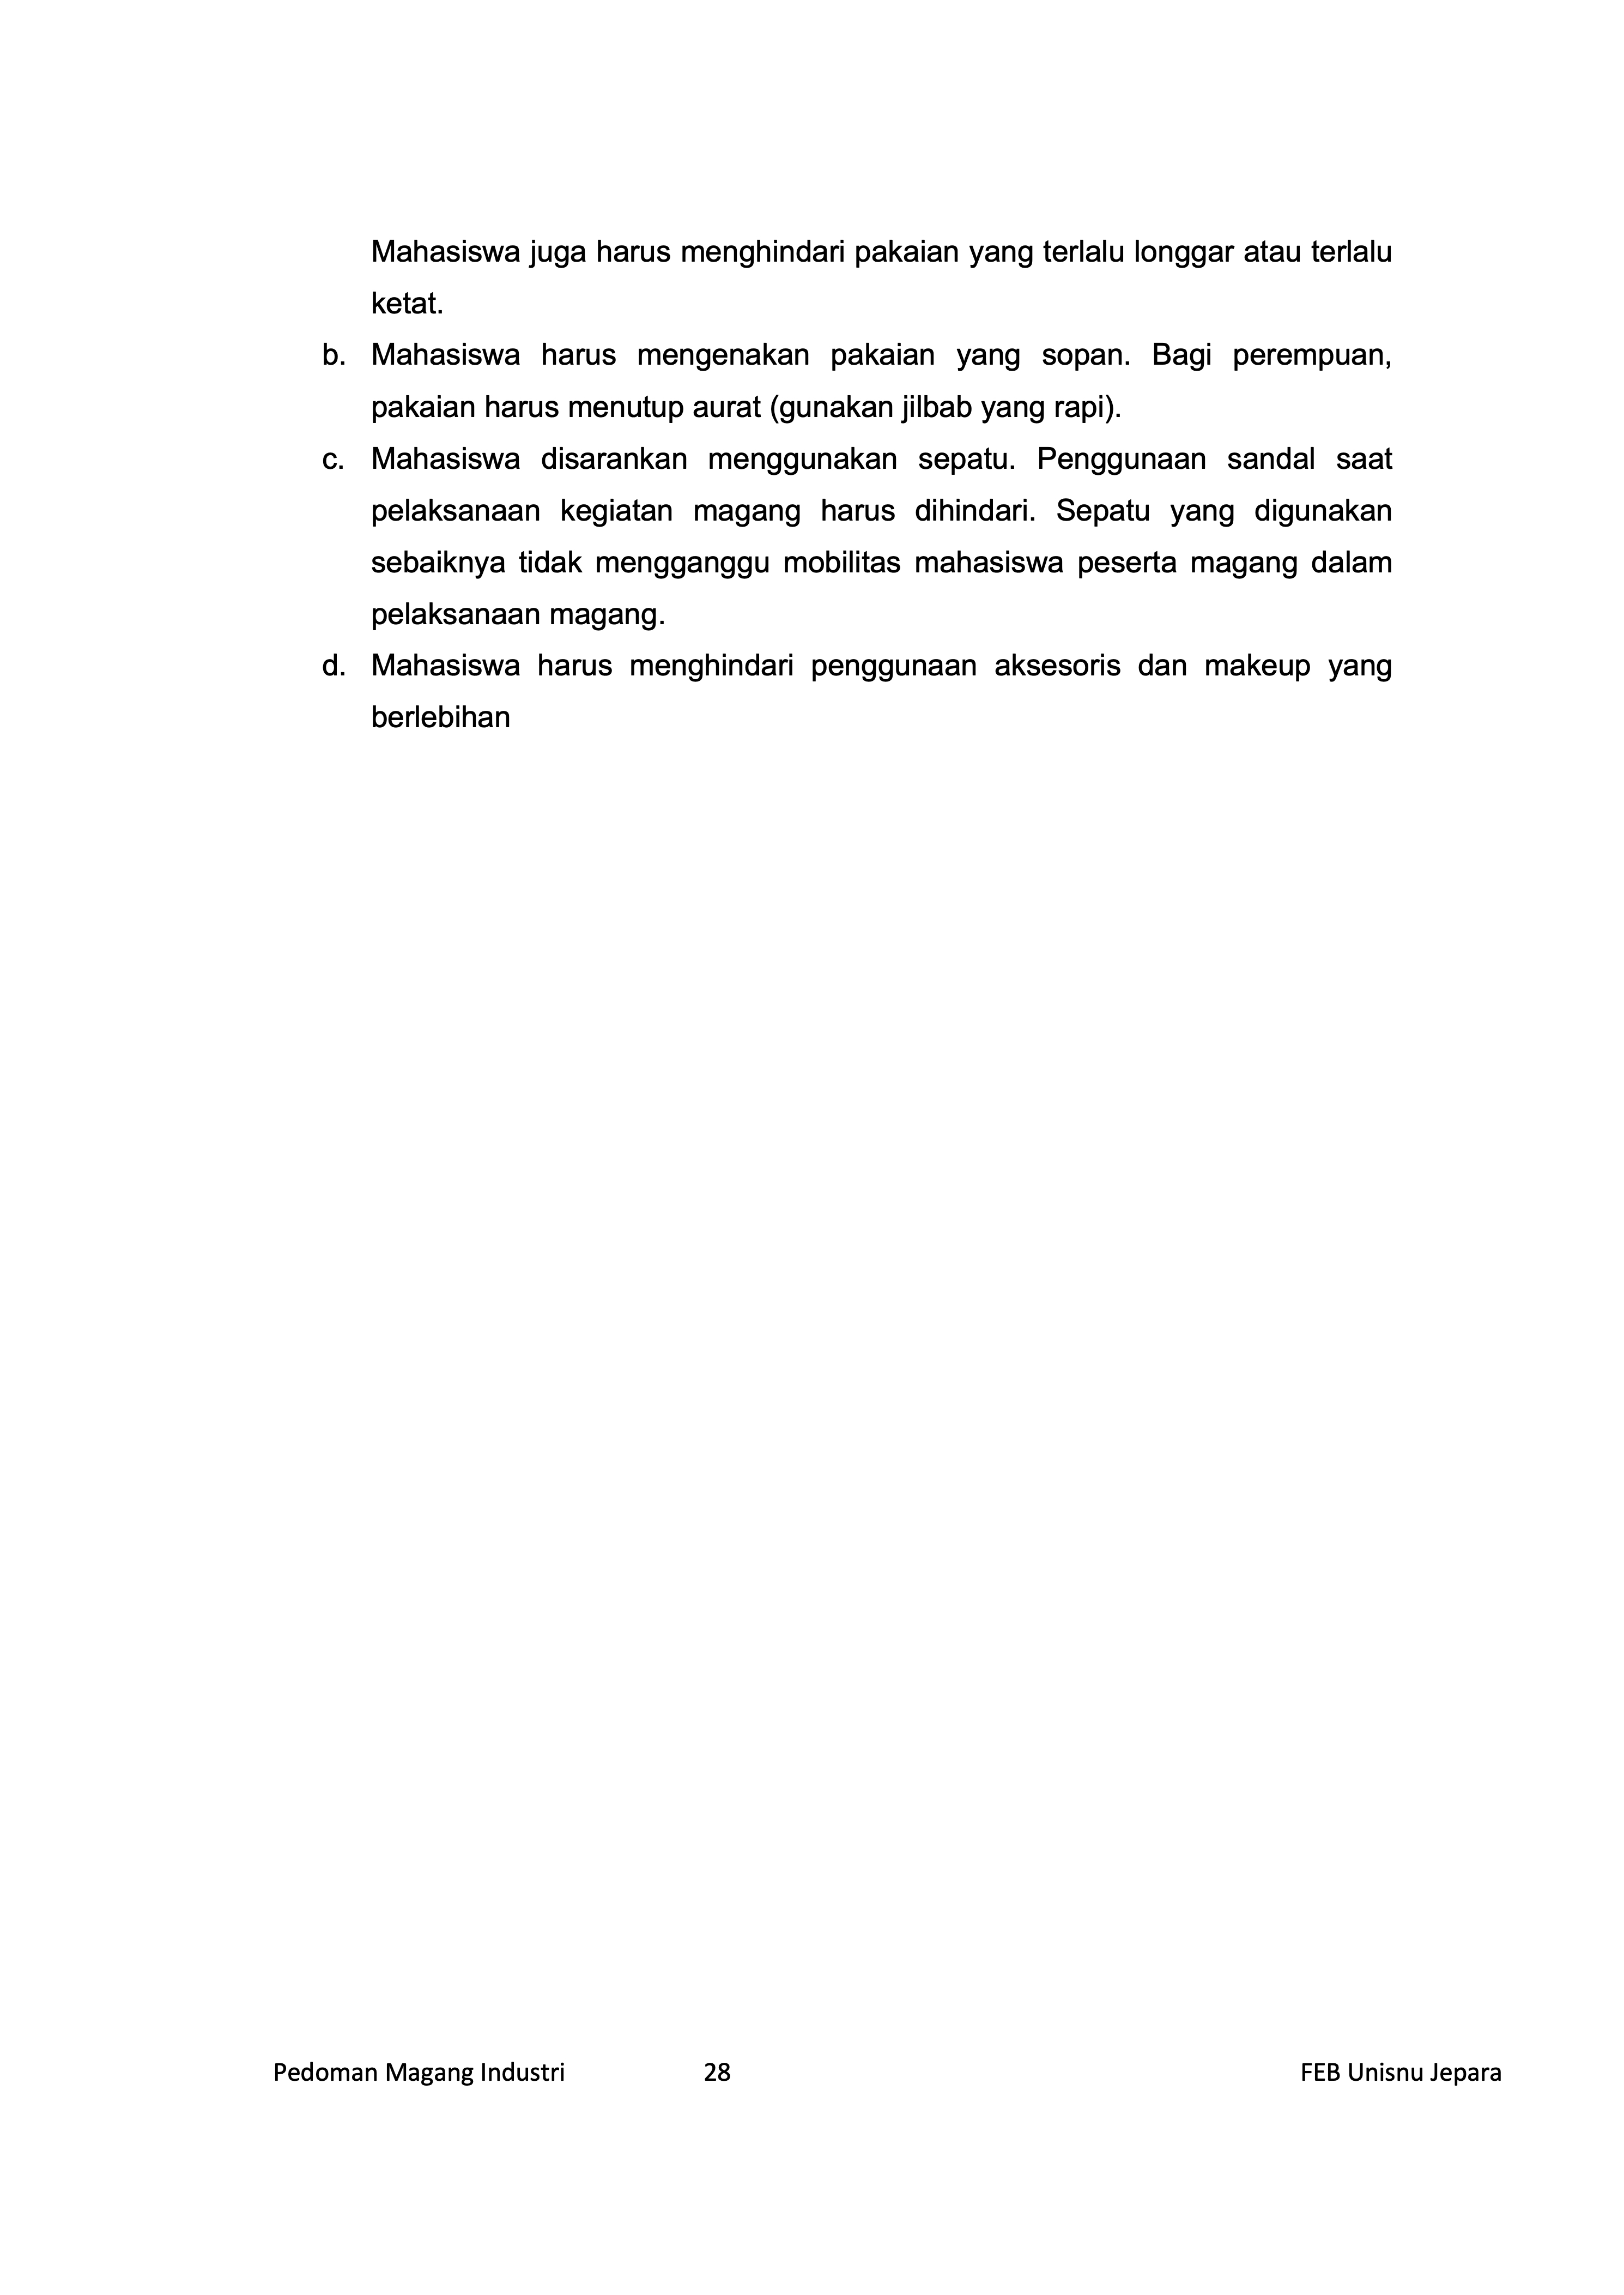 Mahasiswa juga harus menghindari pakaian yang terlalu longgar atau terlalu
ketat.
b. Mahasiswa harus mengenakan pakaian yang sopan. Bagi perempuan,
pakaian harus menutup aurat (gunakan jilbab yang rapi).
c. Mahasiswa disarankan menggunakan sepatu. Penggunaan sandal saat
pelaksanaan kegiatan magang harus dihindari. Sepatu yang digunakan
sebaiknya tidak mengganggu mobilitas mahasiswa peserta magang dalam
pelaksanaan magang.
d. Mahasiswa harus menghindari penggunaan aksesoris dan makeup yang
berlebihan
Pedoman Magang Industri 28 FEB Unisnu Jepara